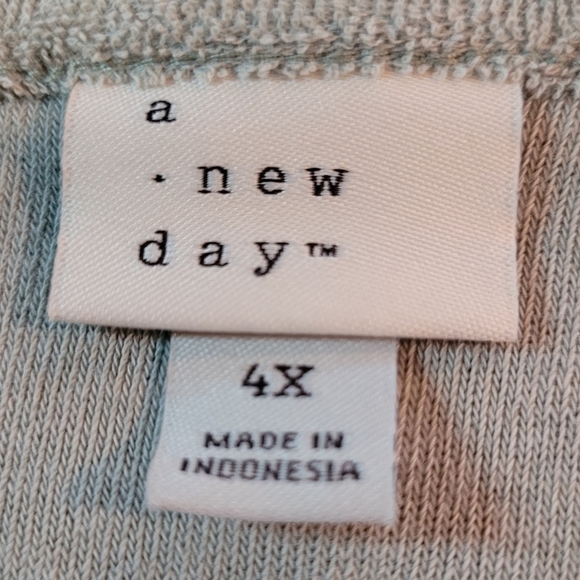 a
· new
day™
4X
MADE IN
INDONESIA